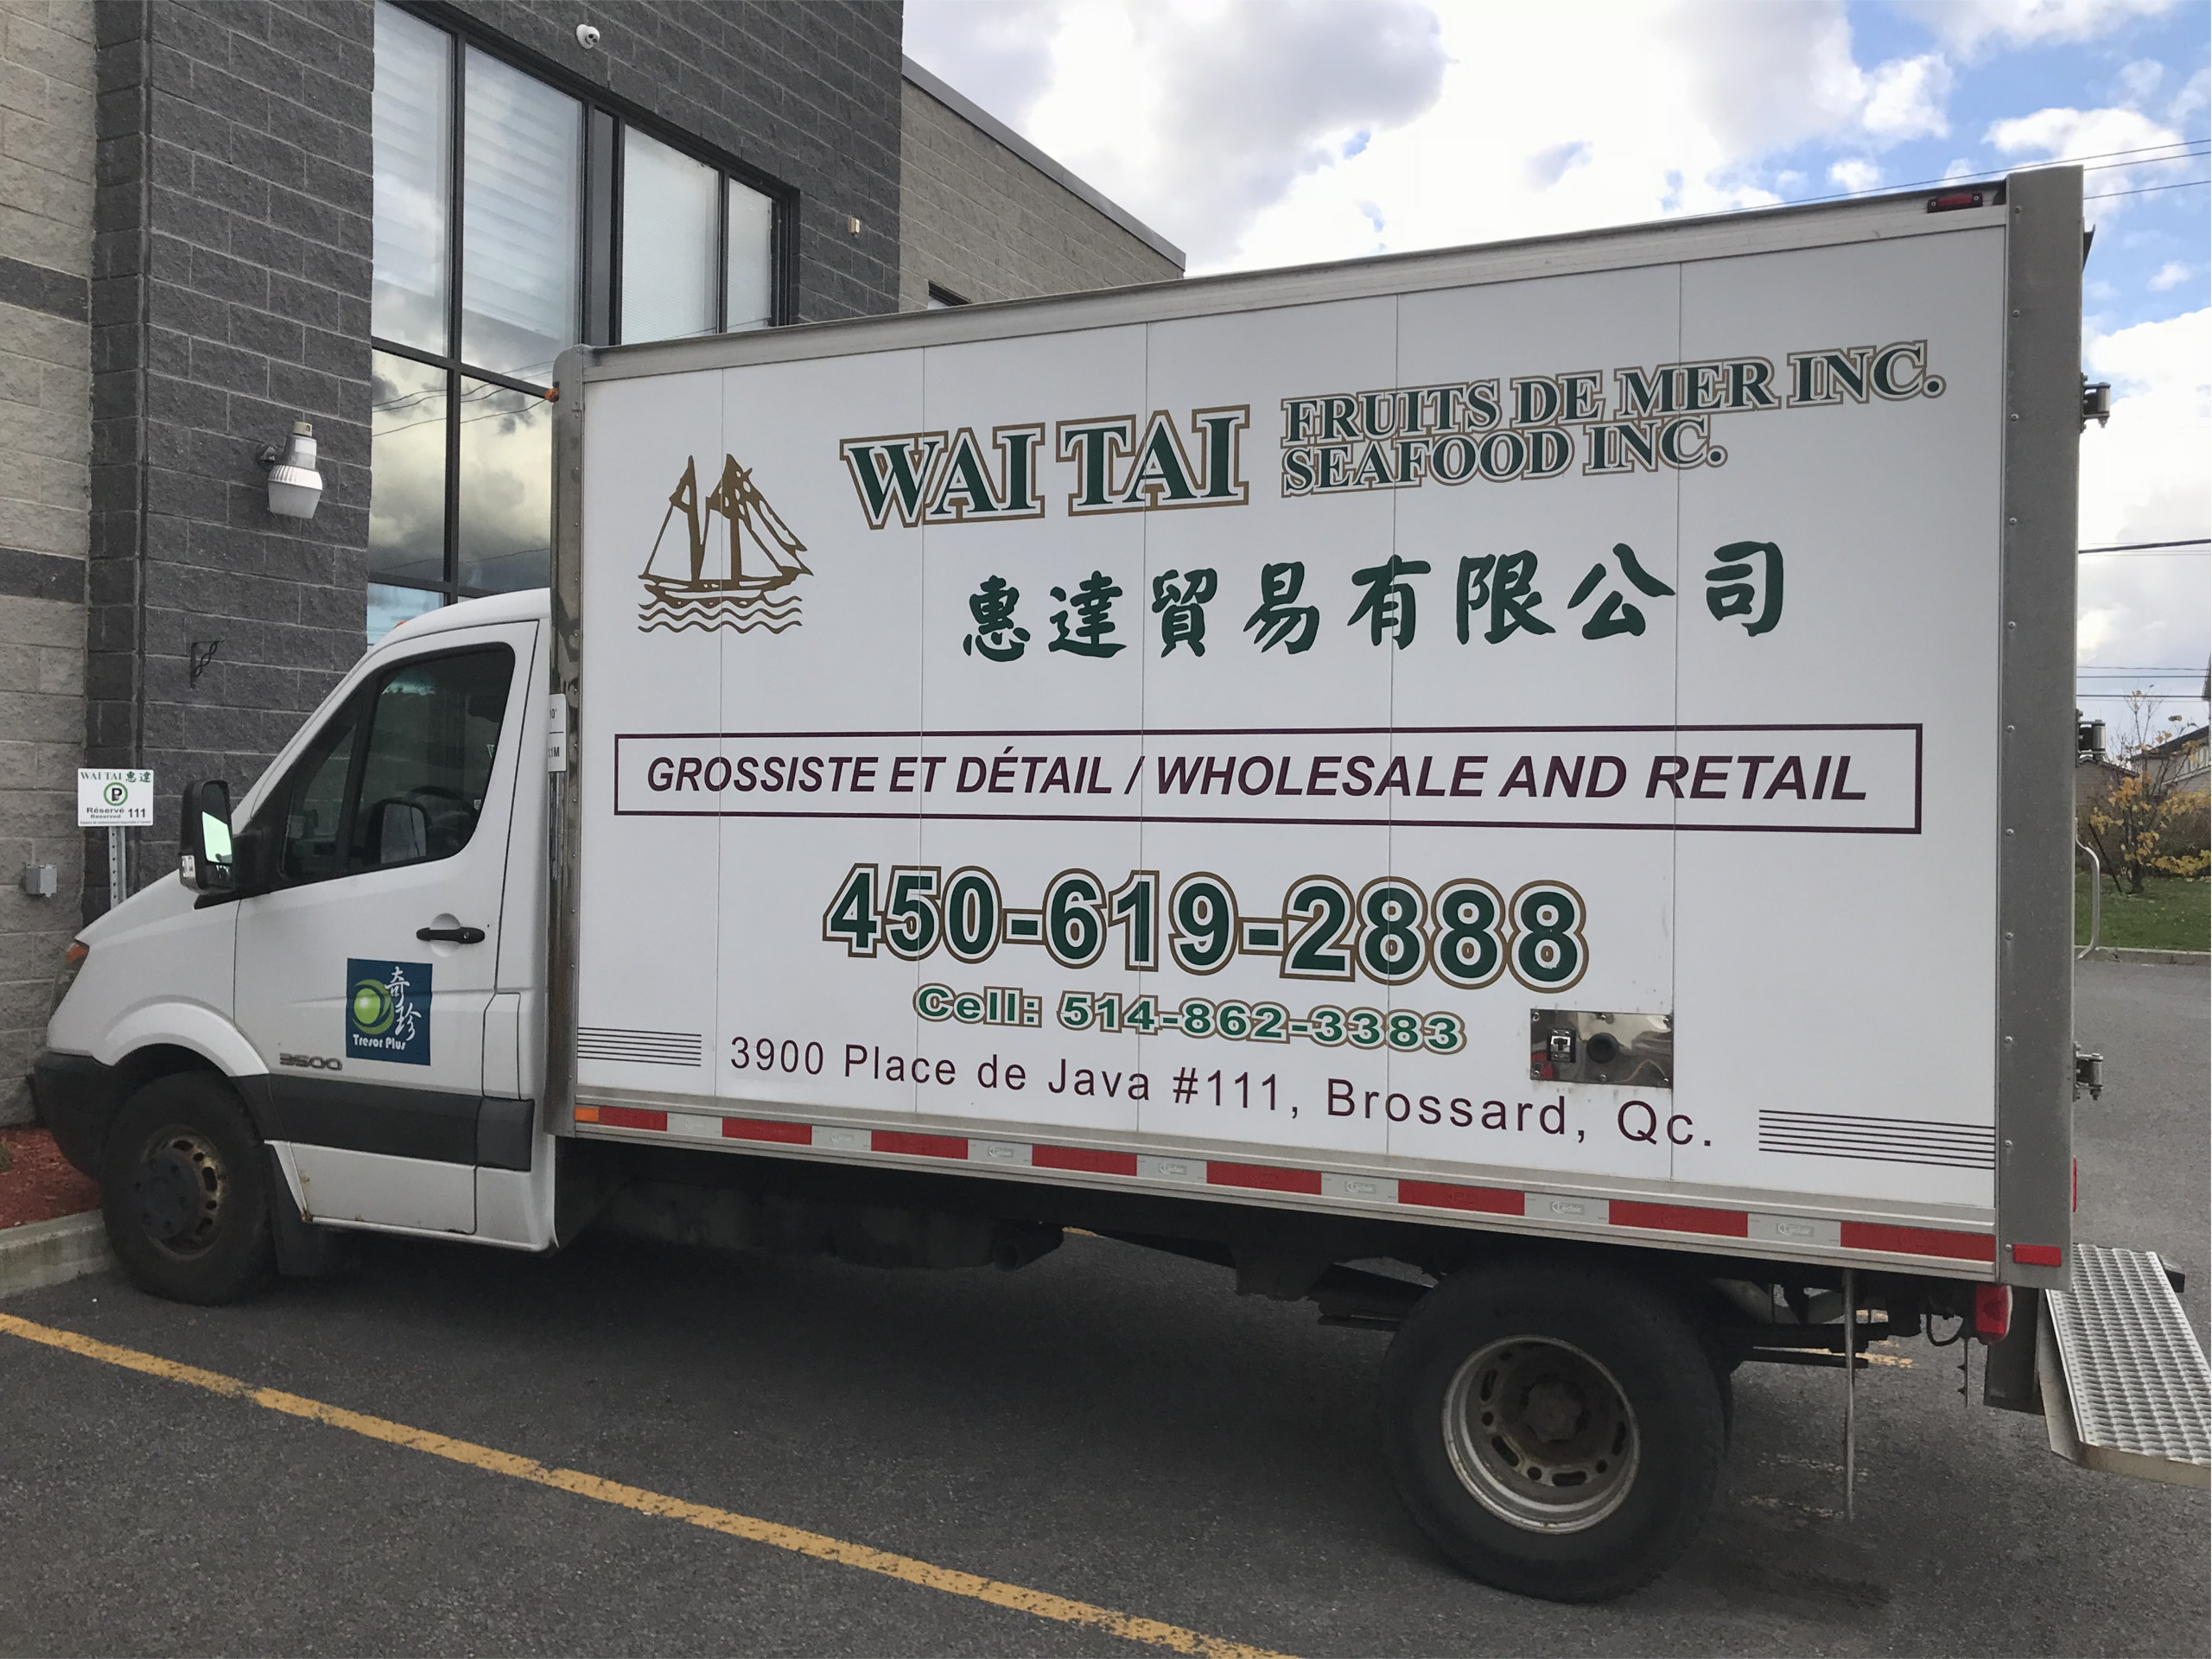 WAI TAI
FRUITS DE MER INC.
SEAFOOD INC.
惠達貿易有限公司
GROSSISTE ET DÉTAIL / WHOLESALE AND RETAIL
450-619-2888
Cell: 514-862-3383
3900 Place de Java #111, Brossard, Qc.
奇珍
Tresor Plus
3500
WAI TAI 惠達
P
Réservé
Reserved 111